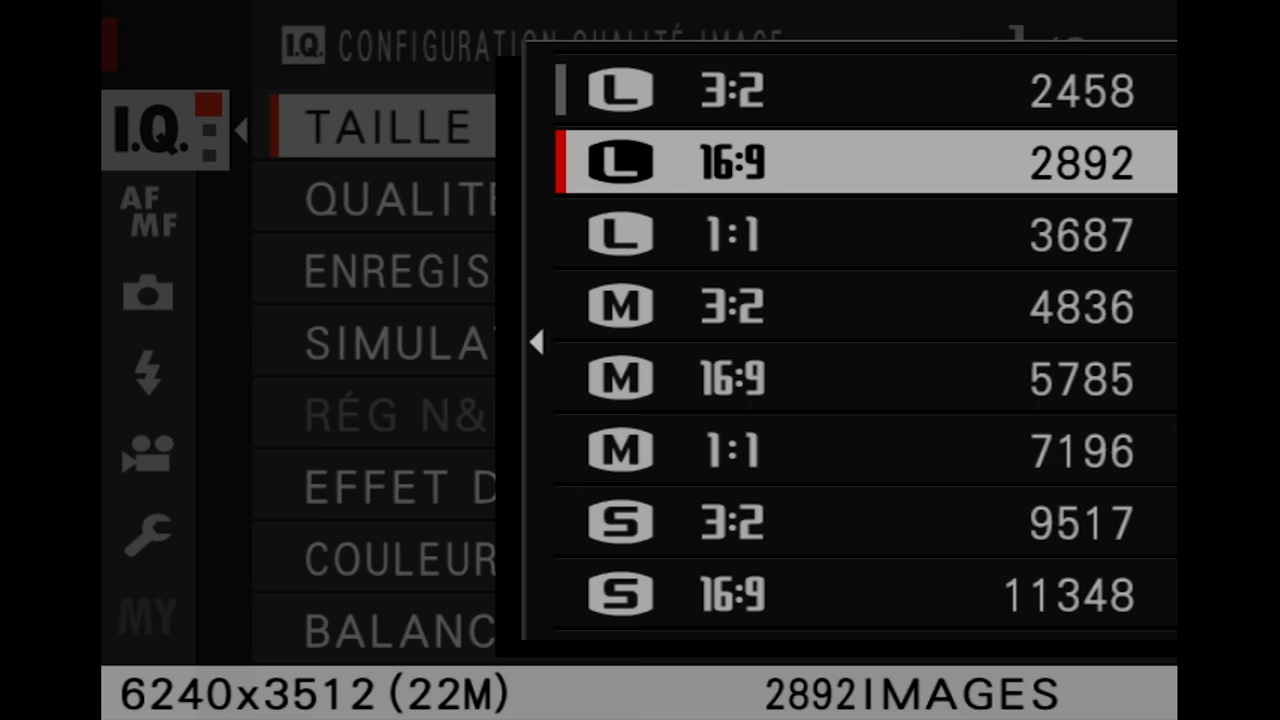 I.Q. CONFIGURATION QUALITÉ IMAGE
I.Q.
TAILLE
L 3:2 2458
L 16:9 2892
L 1:1 3687
M 3:2 4836
M 16:9 5785
M 1:1 7196
S 3:2 9517
S 16:9 11348
AF
MF
QUALITÉ
ENREGIS
SIMULAT
RÉG N&
EFFET D
COULEUR
BALANC
MY
6240x3512 (22M) 2892IMAGES